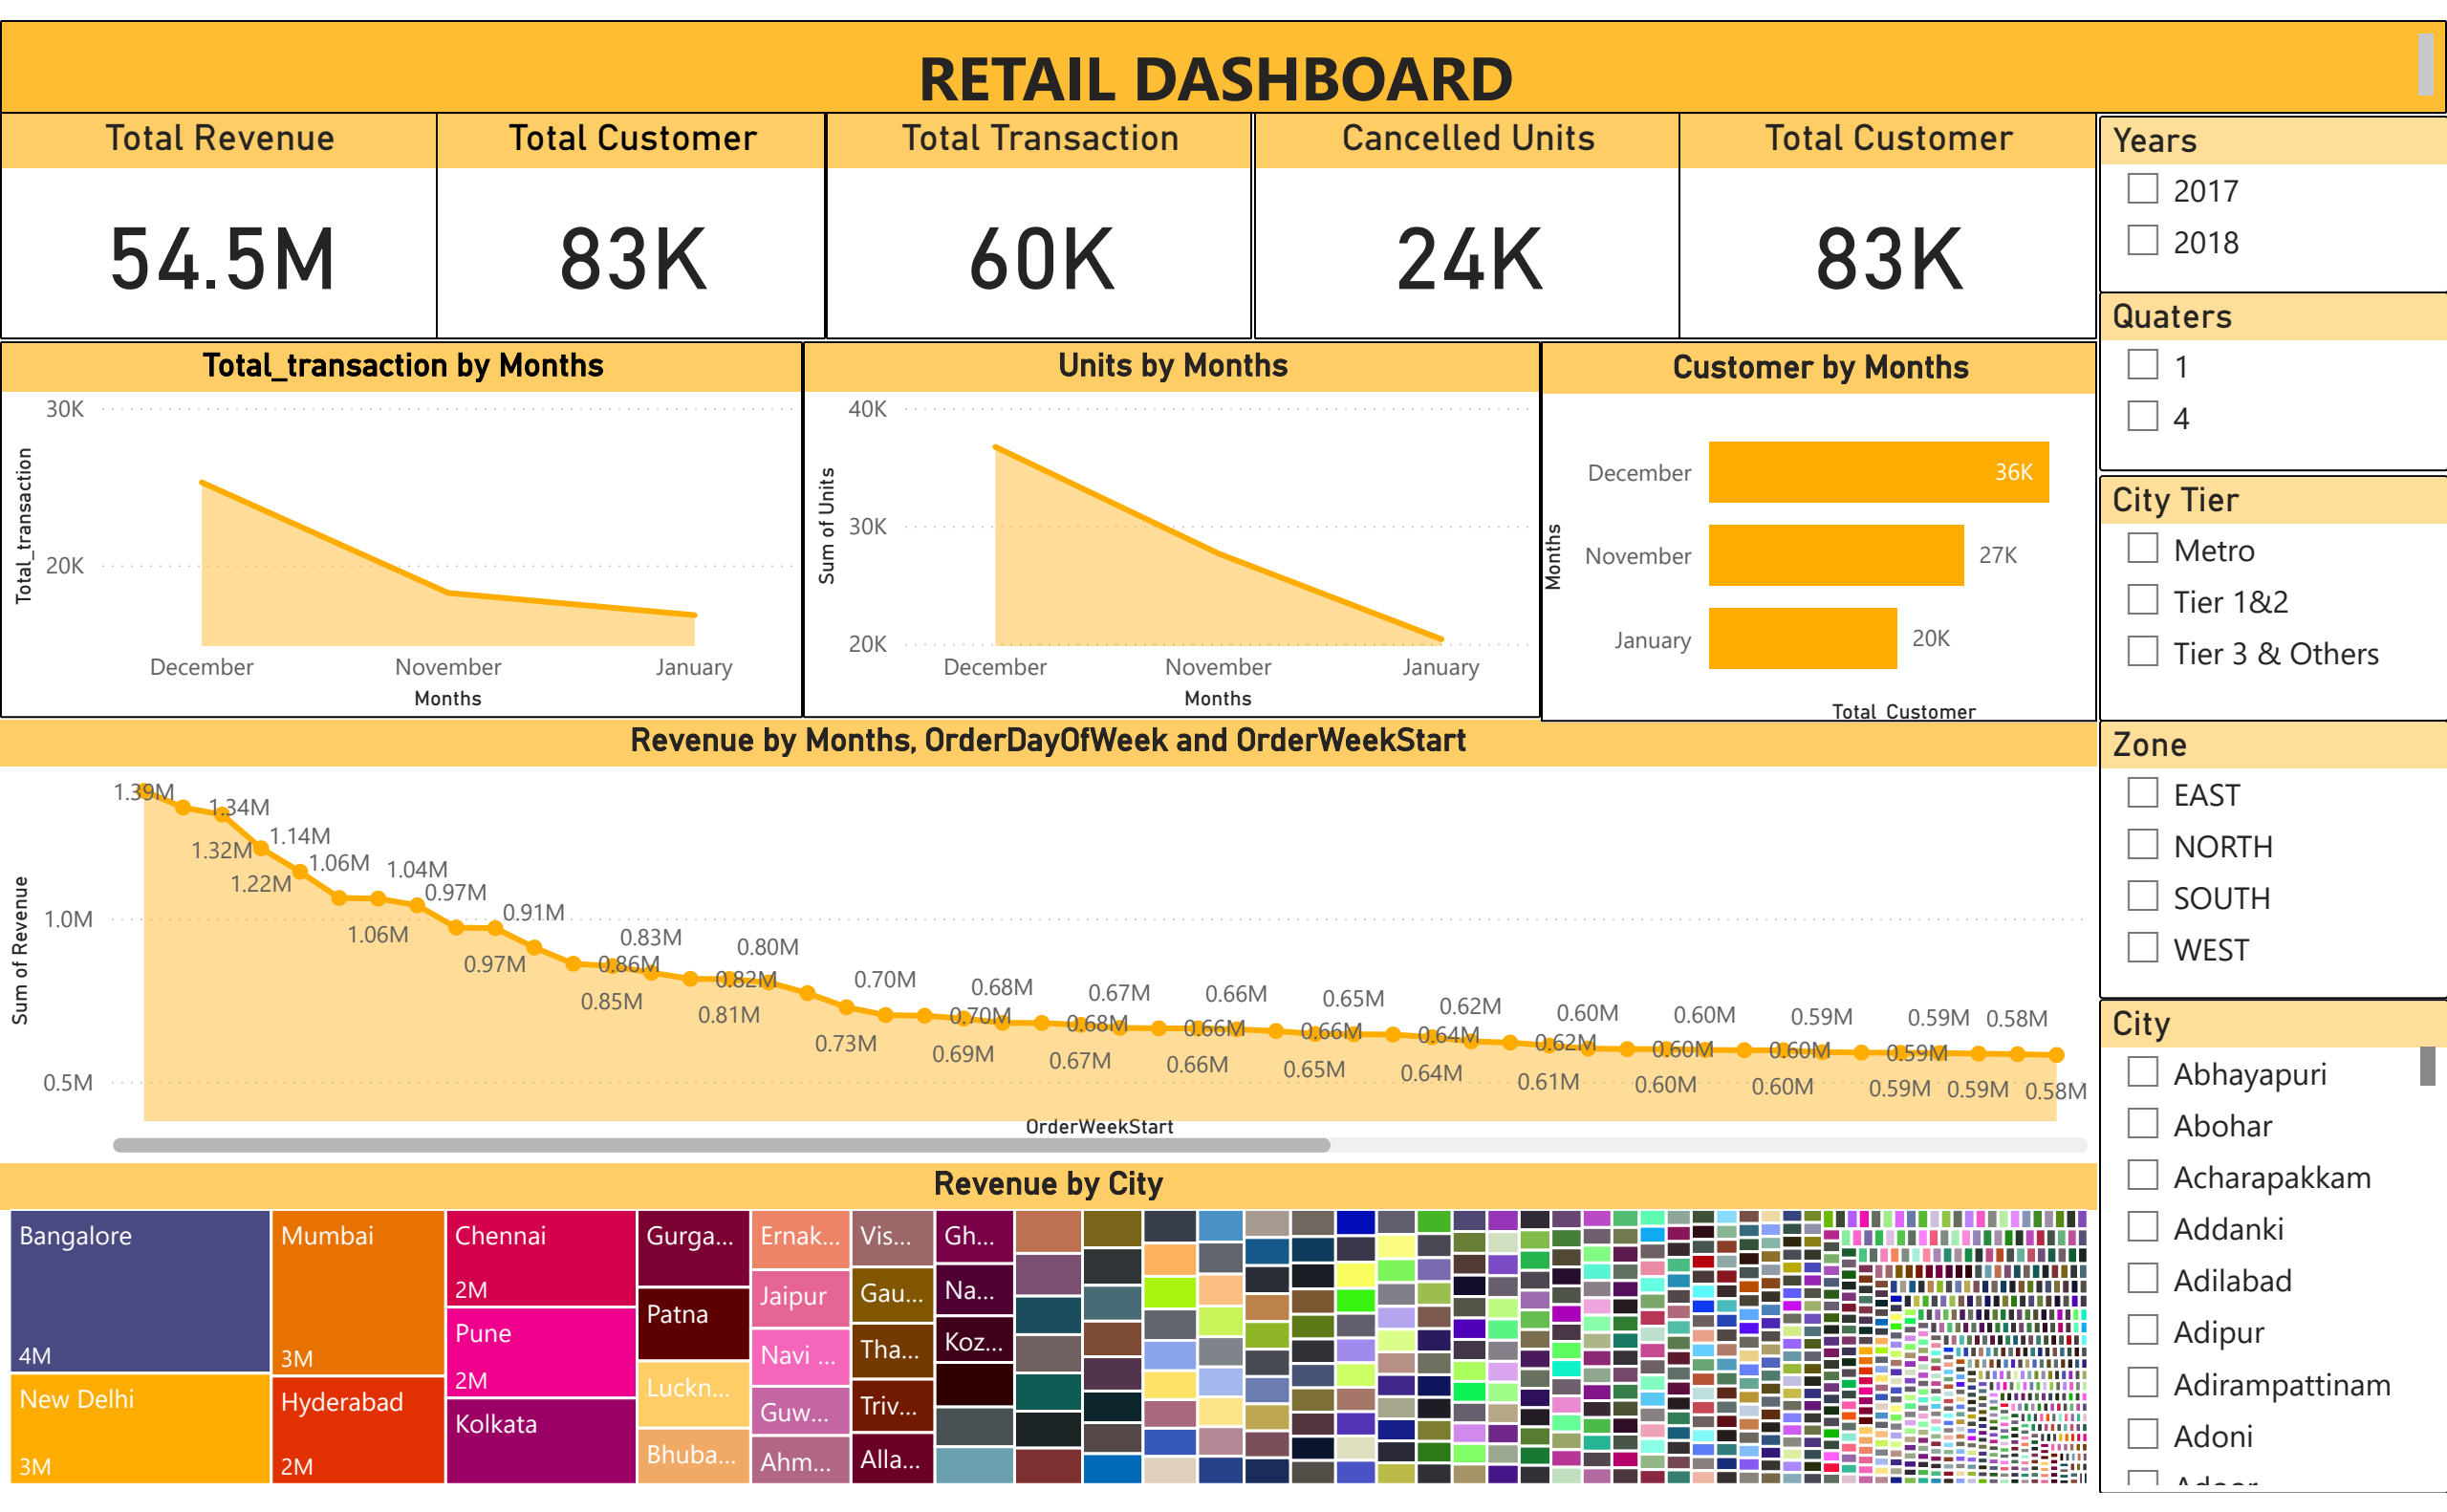 RETAIL DASHBOARD
Total Revenue
54.5M
Total Customer
83K
Total Transaction
60K
Cancelled Units
24K
Total Customer
83K
Years
2017
2018
Quaters
1
4
City Tier
Metro
Tier 1&2
Tier 3 & Others
Zone
EAST
NORTH
SOUTH
WEST
City
Abhayapuri
Abohar
Acharapakkam
Addanki
Adilabad
Adipur
Adirampattinam
Adoni
Total_transaction by Months
30K
20K
Total_transaction
December
November
January
Months
Units by Months
40K
30K
20K
Sum of Units
December
November
January
Months
Customer by Months
Months
December
36K
November
27K
January
20K
Total Customer
Revenue by Months, OrderDayOfWeek and OrderWeekStart
Sum of Revenue
1.0M
0.5M
1.39M
1.34M
1.32M
1.22M
1.14M
1.06M
1.06M
1.04M
0.97M
0.97M
0.91M
0.86M
0.85M
0.83M
0.82M
0.81M
0.80M
0.73M
0.70M
0.70M
0.69M
0.68M
0.68M
0.67M
0.67M
0.66M
0.66M
0.66M
0.66M
0.65M
0.65M
0.64M
0.64M
0.62M
0.62M
0.61M
0.60M
0.60M
0.60M
0.60M
0.60M
0.60M
0.59M
0.59M
0.59M
0.59M
0.59M
0.58M
0.58M
OrderWeekStart
Revenue by City
Bangalore
4M
New Delhi
3M
Mumbai
3M
Hyderabad
2M
Chennai
2M
Pune
2M
Kolkata
Gurga...
Patna
Luckn...
Bhuba...
Ernak...
Jaipur
Navi ...
Guw...
Ahm...
Vis...
Gau...
Tha...
Triv...
Alla...
Gh...
Na...
Koz...